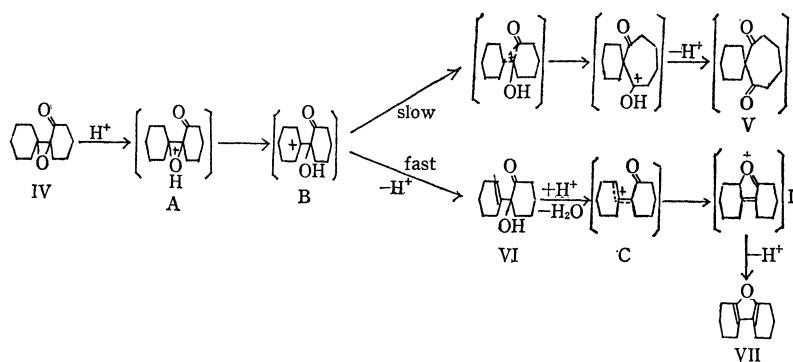 O
O
IV
H⁺
O
+
O
H
A
O
+
OH
B
slow
fast
–H⁺
O
+
OH
O
+
OH
–H⁺
O
O
V
O
OH
VI
+H⁺
–H₂O
O
+
C
+
O
D
–H⁺
O
VII